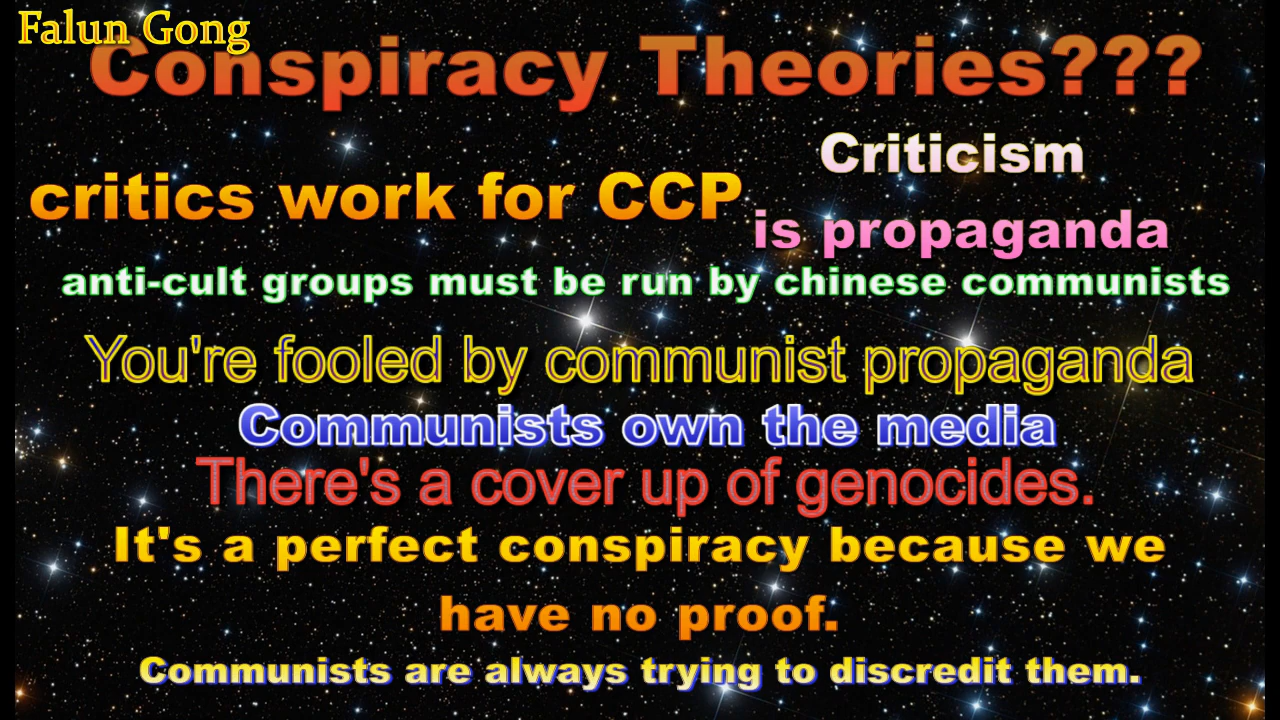 Falun Gong
Conspiracy Theories???
Criticism
critics work for CCP
is propaganda
anti-cult groups must be run by chinese communists
You're fooled by communist propaganda
Communists own the media
There's a cover up of genocides.
It's a perfect conspiracy because we
have no proof.
Communists are always trying to discredit them.